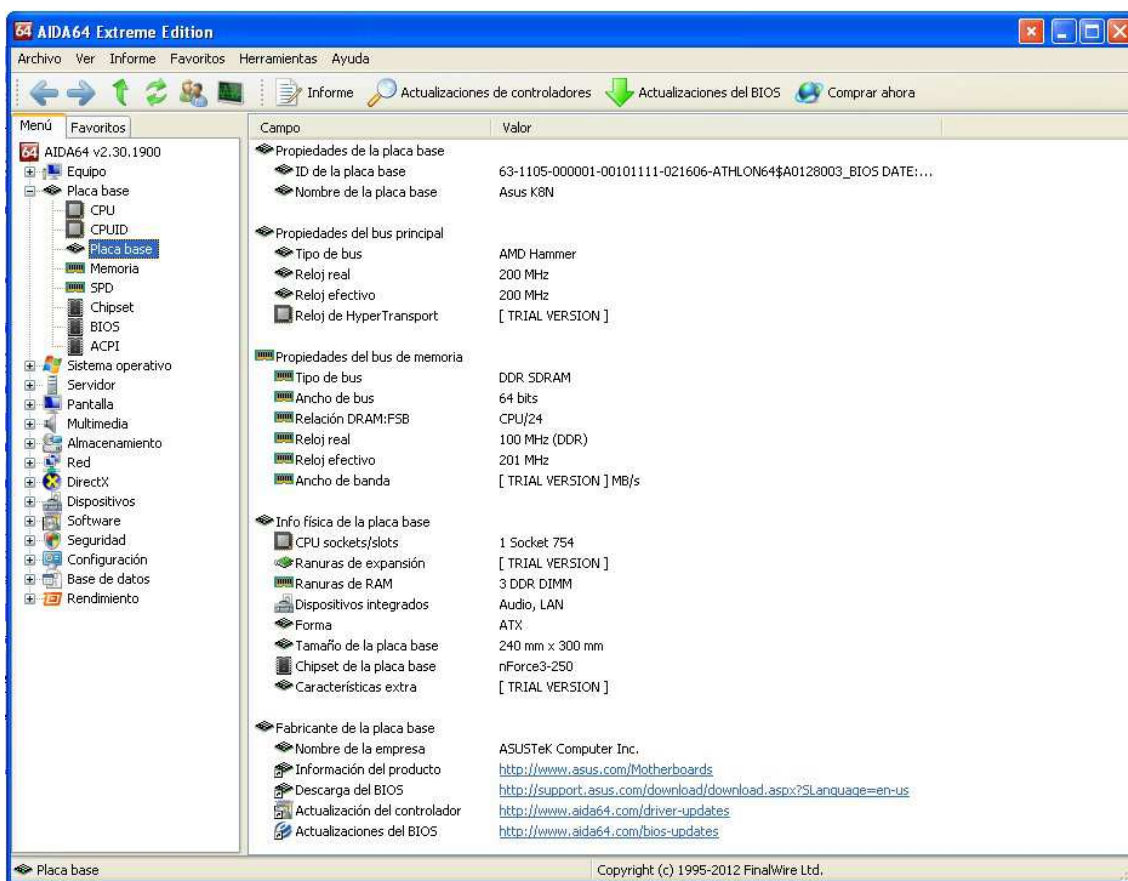 AIDA64 Extreme Edition
Archivo Ver Informe Favoritos Herramientas Ayuda
Informe Actualizaciones de controladores Actualizaciones del BIOS Comprar ahora
Menú Favoritos
AIDA64 v2.30.1900
Equipo
Placa base
CPU
CPUID
Placa base
Memoria
SPD
Chipset
BIOS
ACPI
Sistema operativo
Servidor
Pantalla
Multimedia
Almacenamiento
Red
DirectX
Dispositivos
Software
Seguridad
Configuración
Base de datos
Rendimiento
Campo Valor
Propiedades de la placa base
ID de la placa base 63-1105-000001-00101111-021606-ATHLON64$A0128003_BIOS DATE:...
Nombre de la placa base Asus K8N
Propiedades del bus principal
Tipo de bus AMD Hammer
Reloj real 200 MHz
Reloj efectivo 200 MHz
Reloj de HyperTransport [ TRIAL VERSION ]
Propiedades del bus de memoria
Tipo de bus DDR SDRAM
Ancho de bus 64 bits
Relación DRAM:FSB CPU/24
Reloj real 100 MHz (DDR)
Reloj efectivo 201 MHz
Ancho de banda [ TRIAL VERSION ] MB/s
Info física de la placa base
CPU sockets/slots 1 Socket 754
Ranuras de expansión [ TRIAL VERSION ]
Ranuras de RAM 3 DDR DIMM
Dispositivos integrados Audio, LAN
Forma ATX
Tamaño de la placa base 240 mm x 300 mm
Chipset de la placa base nForce3-250
Características extra [ TRIAL VERSION ]
Fabricante de la placa base
Nombre de la empresa ASUSTeK Computer Inc.
Información del producto http://www.asus.com/Motherboards
Descarga del BIOS http://support.asus.com/download/download.aspx?SLanguage=en-us
Actualización del controlador http://www.aida64.com/driver-updates
Actualizaciones del BIOS http://www.aida64.com/bios-updates
Placa base Copyright (c) 1995-2012 FinalWire Ltd.